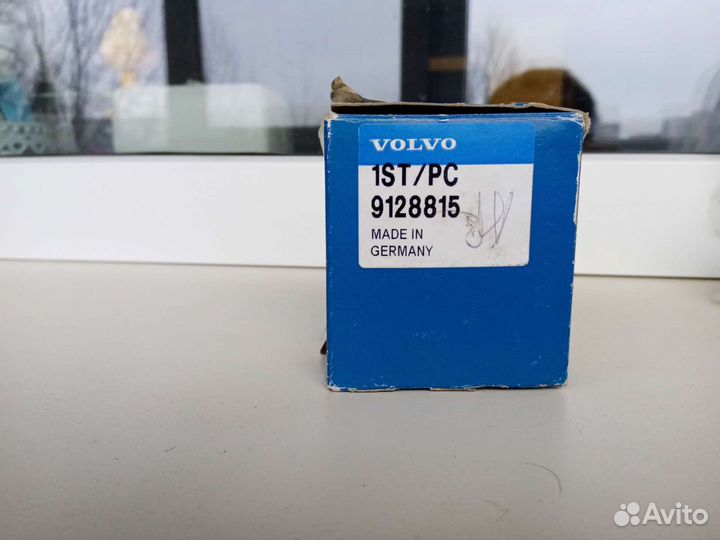 VOLVO
1ST/PC
9128815
MADE IN
GERMANY
Avito